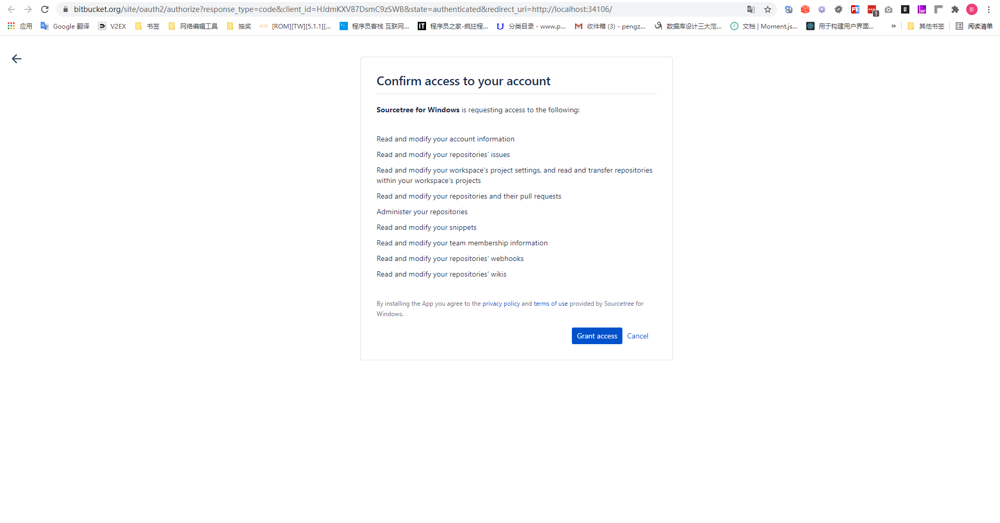 bitbucket.org/site/oauth2/authorize?response_type=code&client_id=HJdmKXV87DsmC9zSWB&state=authenticated&redirect_uri=http://localhost:34106/
FE
1
RP
彭
应用 Google 翻译 V2EX 书签 网络编辑工具 抽奖 xda [ROM][TW][5.1.1][... 程序员客栈 互联网... IT 程序员之家-疯狂程... 分类目录 - www.p... 收件箱 (3) - pengz... 数据库设计三大范... 文档 | Moment.js... 用于构建用户界面... » 其他书签 阅读清单
Confirm access to your account
Sourcetree for Windows is requesting access to the following:
Read and modify your account information
Read and modify your repositories' issues
Read and modify your workspace's project settings, and read and transfer repositories
within your workspace's projects
Read and modify your repositories and their pull requests
Administer your repositories
Read and modify your snippets
Read and modify your team membership information
Read and modify your repositories' webhooks
Read and modify your repositories' wikis
By installing the App you agree to the privacy policy and terms of use provided by Sourcetree for
Windows.
Grant access Cancel